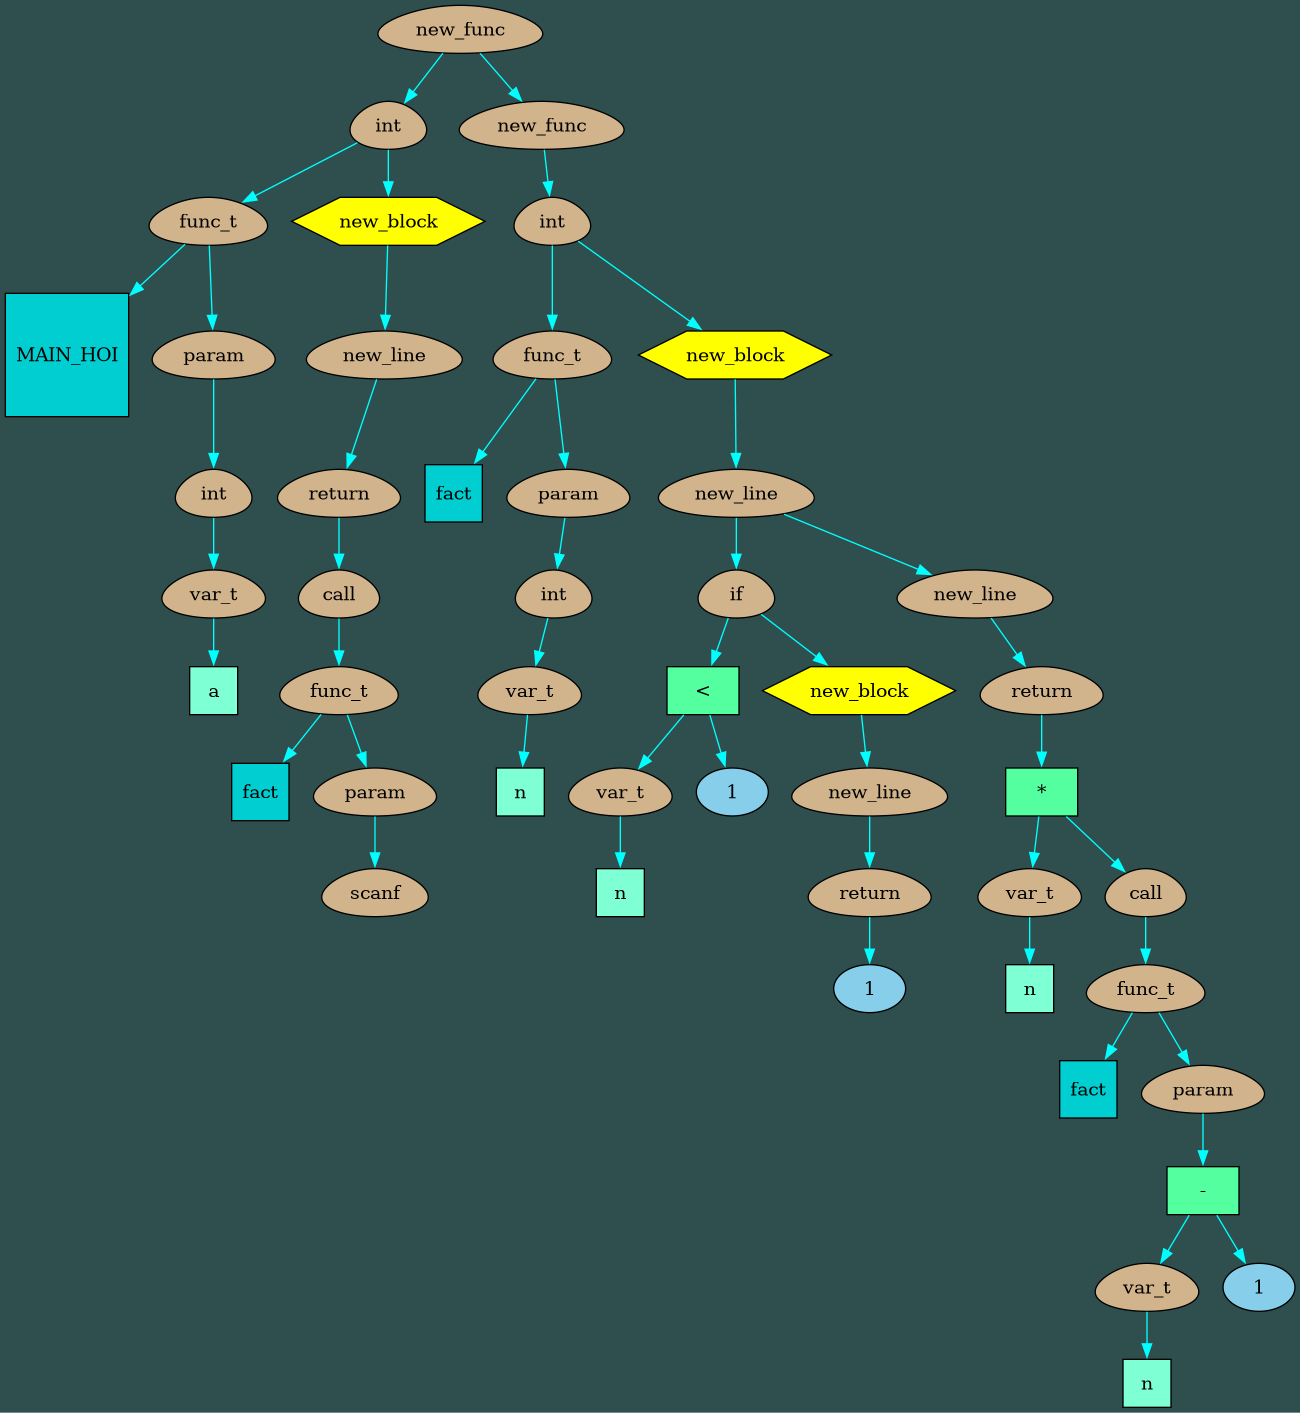 new_func
int
new_func
func_t
new_block
int
MAIN_HOI
param
new_line
func_t
new_block
int
return
fact
param
new_line
var_t
call
int
if
new_line
a
func_t
var_t
<
new_block
return
fact
param
n
var_t
1
new_line
*
scanf
n
return
var_t
call
1
n
func_t
fact
param
-
var_t
1
n